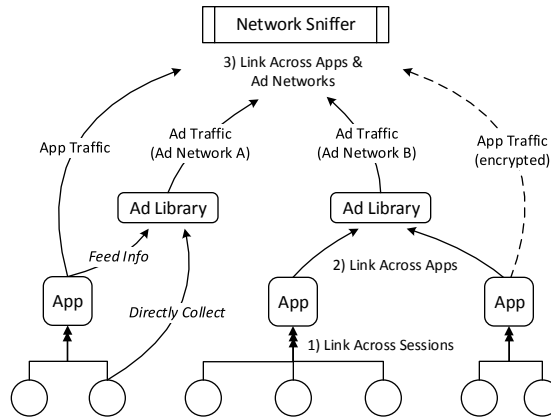 Network Sniffer
3) Link Across Apps &
Ad Networks
App Traffic
Ad Traffic
(Ad Network A)
Ad Traffic
(Ad Network B)
App Traffic
(encrypted)
Ad Library
Ad Library
Feed Info
2) Link Across Apps
App
Directly Collect
App
App
1) Link Across Sessions